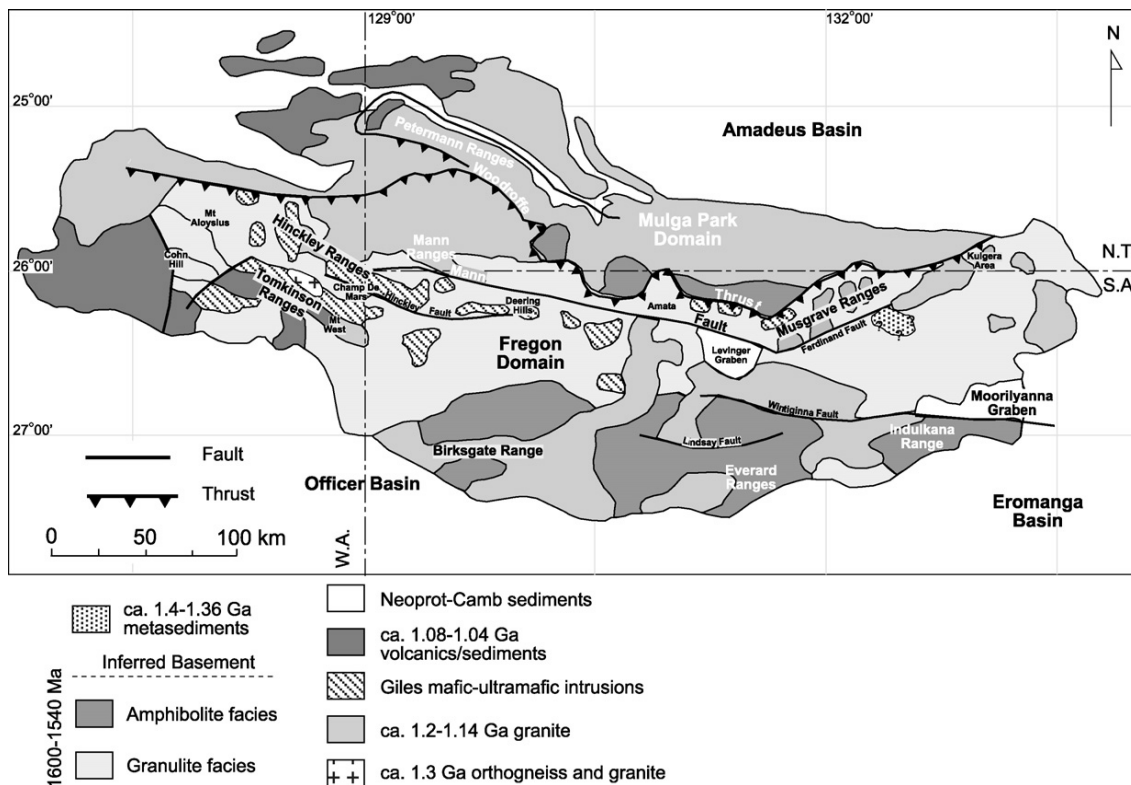 129°00'
132°00'
N
25°00'
Amadeus Basin
Petermann Ranges
Woodroffe
Mulga Park
Domain
Mt
Aloysius
Hinckley Ranges
Mann
Ranges
Mann
Cohn
Hill
26°00'
Kulgera
Area
N.T.
S.A.
Tomkinson
Ranges
Champ De
Mars
Hinckley
Fault
Deering
Hills
Amata
Thrust
Musgrave Ranges
Mt
West
Fault
Ferdinand Fault
Fregon
Domain
Levinger
Graben
Moorilyanna
Graben
Wintiginna Fault
27°00'
Indulkana
Range
Lindsay Fault
Birksgate Range
Everard
Ranges
Fault
Officer Basin
Thrust
Eromanga
Basin
0 50 100 km
W.A.
ca. 1.4-1.36 Ga
metasediments
Inferred Basement
1600-1540 Ma
Amphibolite facies
Granulite facies
Neoprot-Camb sediments
ca. 1.08-1.04 Ga
volcanics/sediments
Giles mafic-ultramafic intrusions
ca. 1.2-1.14 Ga granite
ca. 1.3 Ga orthogneiss and granite